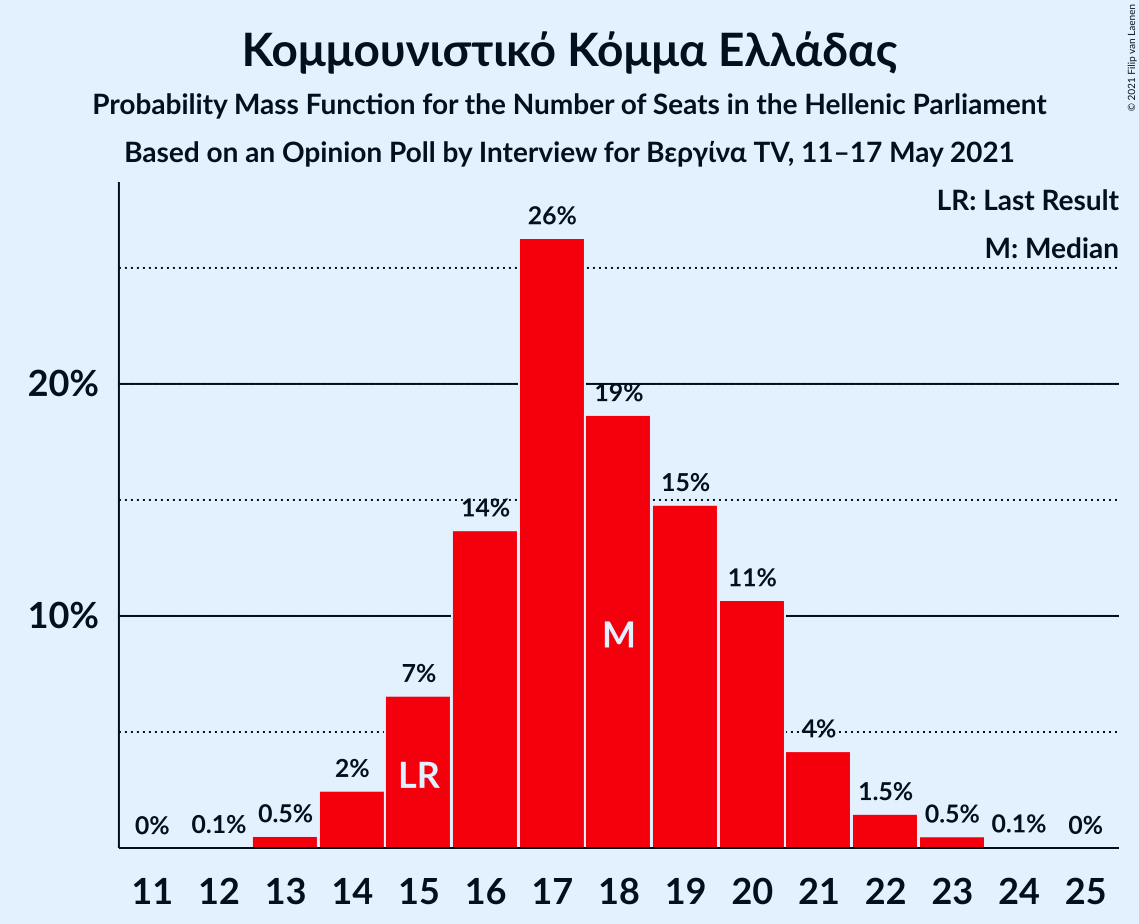 Κομμουνιστικό Κόμμα Ελλάδας
Probability Mass Function for the Number of Seats in the Hellenic Parliament
Based on an Opinion Poll by Interview for Βεργίνα TV, 11–17 May 2021
© 2021 Filip van Laenen
LR: Last Result
M: Median
26%
20%
19%
15%
14%
11%
10%
M
7%
4%
LR
2%
1.5%
0.5%
0.5%
0%
0.1%
0.1%
0%
11 12 13 14 15 16 17 18 19 20 21 22 23 24 25